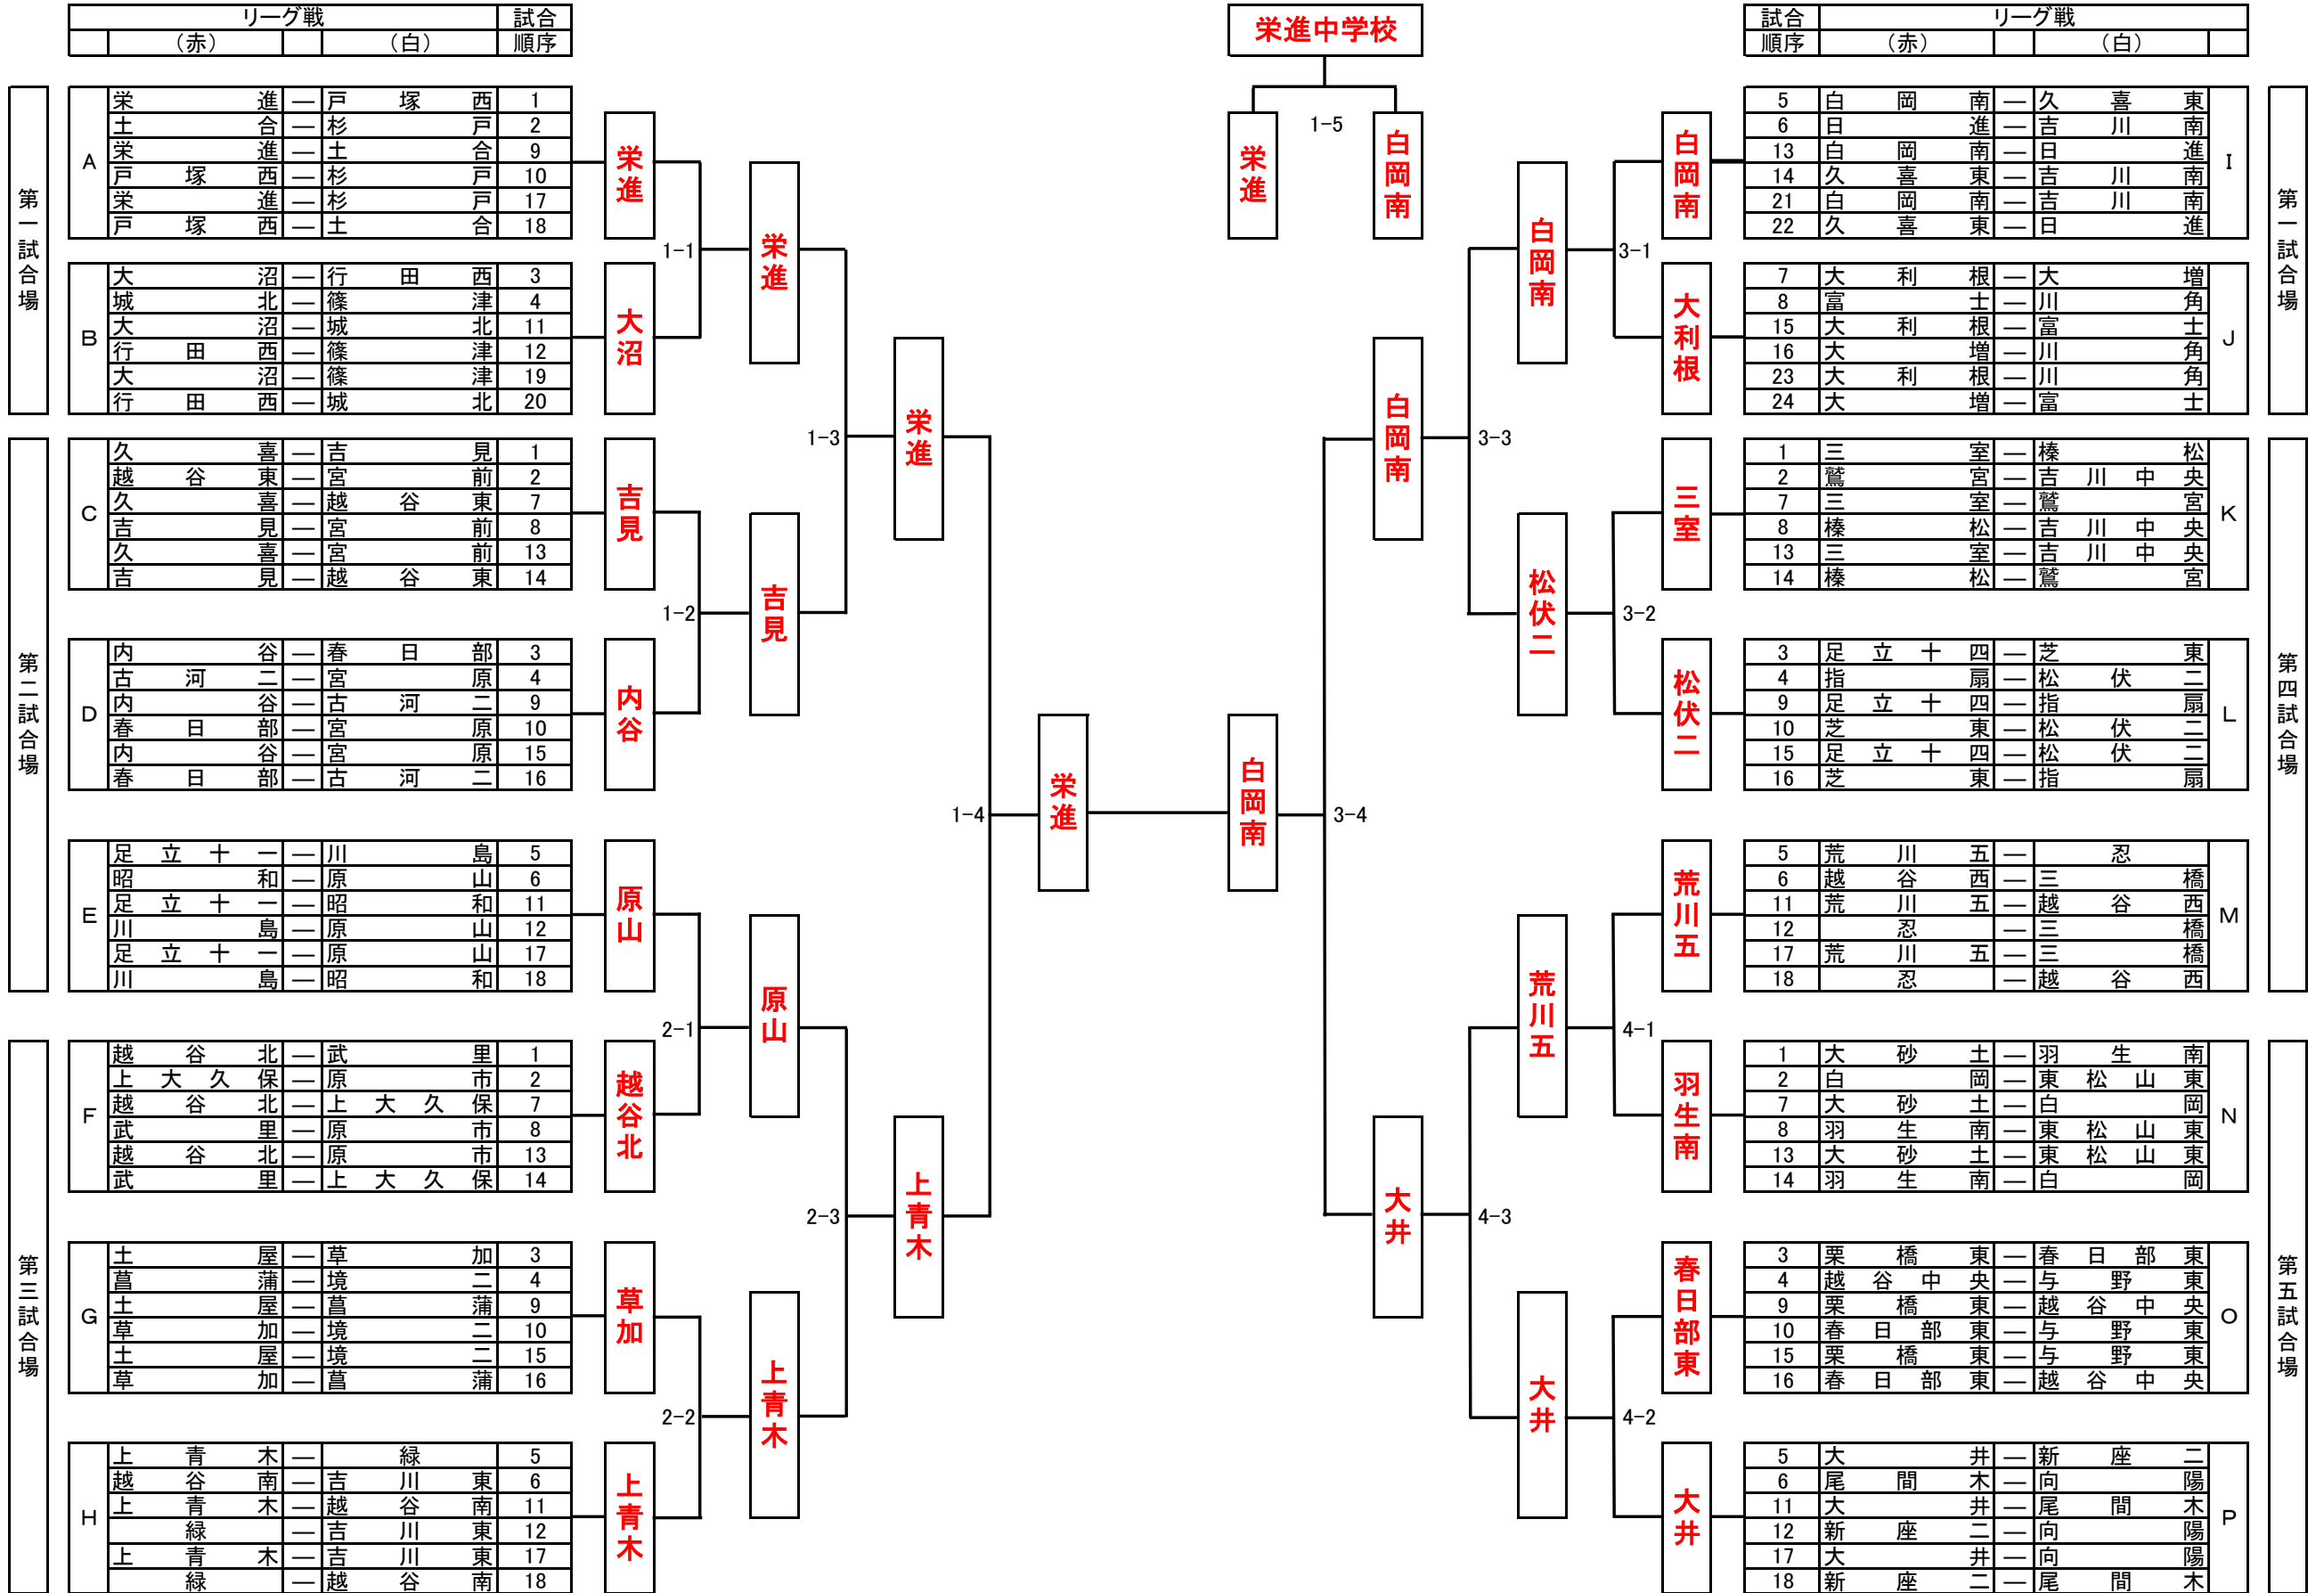 リーグ戦 試合
(赤) (白) 順序
栄進中学校
栄進 1-5 白岡南
試合 リーグ戦
順序 (赤) (白)
第一試合場
A
栄進 ― 戸塚西 1
土合 ― 杉戸 2
栄進 ― 土合 9
戸塚西 ― 杉戸 10
栄進 ― 杉戸 17
戸塚西 ― 土合 18
B
大沼 ― 行田西 3
城北 ― 篠津 4
大沼 ― 城北 11
行田西 ― 篠津 12
大沼 ― 篠津 19
行田西 ― 城北 20
第二試合場
C
久喜 ― 吉見 1
越谷東 ― 宮前 2
久喜 ― 越谷東 7
吉見 ― 宮前 8
久喜 ― 宮前 13
吉見 ― 越谷東 14
D
内谷 ― 春日部 3
古河二 ― 宮原 4
内谷 ― 古河二 9
春日部 ― 宮原 10
内谷 ― 宮原 15
春日部 ― 古河二 16
E
足立十一 ― 川島 5
昭和 ― 原山 6
足立十一 ― 昭和 11
川島 ― 原山 12
足立十一 ― 原山 17
川島 ― 昭和 18
第三試合場
F
越谷北 ― 武里 1
上大久保 ― 原市 2
越谷北 ― 上大久保 7
武里 ― 原市 8
越谷北 ― 原市 13
武里 ― 上大久保 14
G
土屋 ― 草加 3
菖蒲 ― 境二 4
土屋 ― 菖蒲 9
草加 ― 境二 10
土屋 ― 境二 15
草加 ― 菖蒲 16
H
上青木 ― 緑 5
越谷南 ― 吉川東 6
上青木 ― 越谷南 11
緑 ― 吉川東 12
上青木 ― 吉川東 17
緑 ― 越谷南 18
栄進
大沼
吉見
内谷
原山
越谷北
草加
上青木
1-1
1-2
2-1
2-2
栄進
吉見
原山
上青木
1-3
2-3
栄進
上青木
1-4
栄進
白岡南
3-4
白岡南
大井
3-3
4-3
白岡南
松伏二
荒川五
大井
3-1
3-2
4-1
4-2
白岡南
大利根
三室
松伏二
荒川五
羽生南
春日部東
大井
5 白岡南 ― 久喜東
6 日進 ― 吉川南
13 白岡南 ― 日進
14 久喜東 ― 吉川南
21 白岡南 ― 吉川南
22 久喜東 ― 日進
I
7 大利根 ― 大増
8 富士 ― 川角
15 大利根 ― 富士
16 大増 ― 川角
23 大利根 ― 川角
24 大増 ― 富士
J
第一試合場
1 三室 ― 榛松
2 鷲宮 ― 吉川中央
7 三室 ― 鷲宮
8 榛松 ― 吉川中央
13 三室 ― 吉川中央
14 榛松 ― 鷲宮
K
3 足立十四 ― 芝東
4 指扇 ― 松伏二
9 足立十四 ― 指扇
10 芝東 ― 松伏二
15 足立十四 ― 松伏二
16 芝東 ― 指扇
L
5 荒川五 ― 忍
6 越谷西 ― 三橋
11 荒川五 ― 越谷西
12 忍 ― 三橋
17 荒川五 ― 三橋
18 忍 ― 越谷西
M
第四試合場
1 大砂土 ― 羽生南
2 白岡 ― 東松山東
7 大砂土 ― 白岡
8 羽生南 ― 東松山東
13 大砂土 ― 東松山東
14 羽生南 ― 白岡
N
3 栗橋東 ― 春日部東
4 越谷中央 ― 与野東
9 栗橋東 ― 越谷中央
10 春日部東 ― 与野東
15 栗橋東 ― 与野東
16 春日部東 ― 越谷中央
O
5 大井 ― 新座二
6 尾間木 ― 向陽
11 大井 ― 尾間木
12 新座二 ― 向陽
17 大井 ― 向陽
18 新座二 ― 尾間木
P
第五試合場